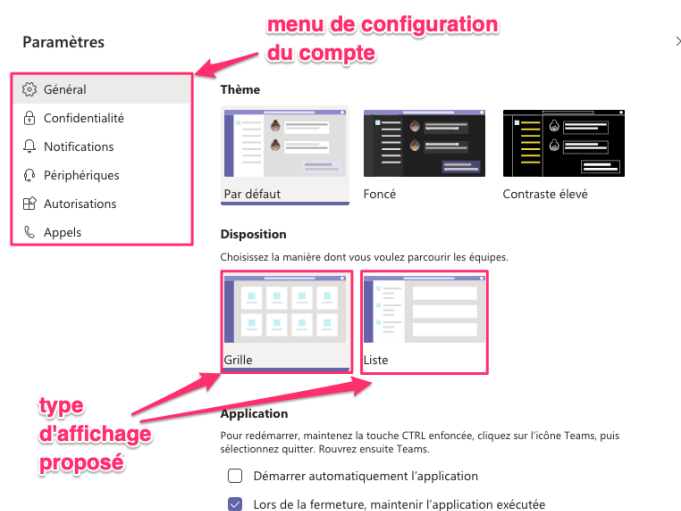 menu de configuration
du compte
Paramètres
Général
Confidentialité
Notifications
Périphériques
Autorisations
Appels
Thème
Par défaut
Foncé
Contraste élevé
Disposition
Choisissez la manière dont vous voulez parcourir les équipes.
Grille
Liste
type
d'affichage
proposé
Application
Pour redémarrer, maintenez la touche CTRL enfoncée, cliquez sur l'icône Teams, puis
sélectionnez quitter. Rouvrez ensuite Teams.
Démarrer automatiquement l'application
Lors de la fermeture, maintenir l'application exécutée